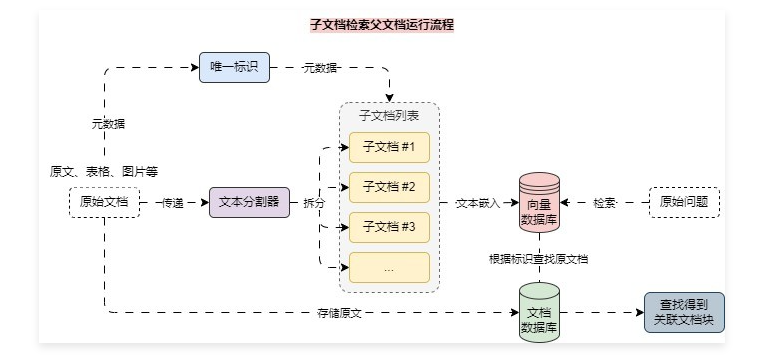 子文档检索父文档运行流程
唯一标识
元数据
子文档列表
元数据
子文档 #1
原文、表格、图片等
子文档 #2
原始文档
传递
文本分割器
拆分
文本嵌入
向量
数据库
检索
原始问题
子文档 #3
根据标识查找原文档
...
存储原文
文档
数据库
查找得到
关联文档块